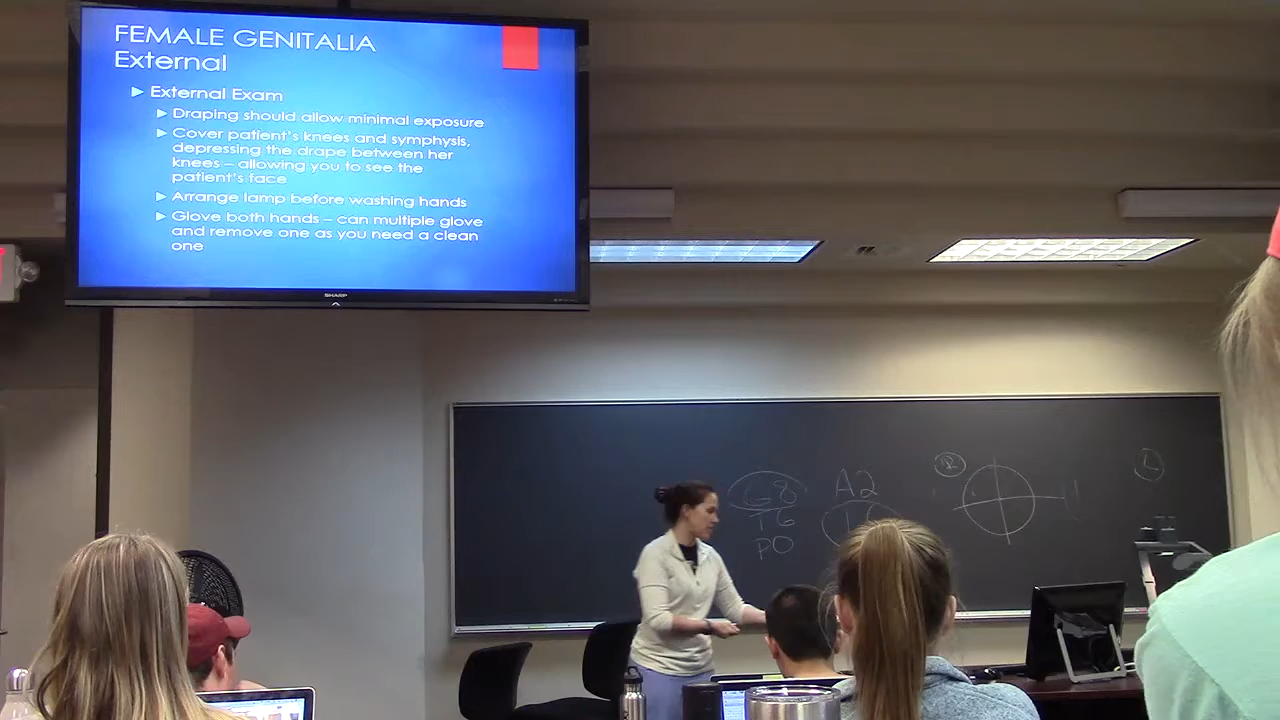 FEMALE GENITALIA
External
External Exam
Draping should allow minimal exposure
Cover patient's knees and symphysis,
depressing the drape between her
knees – allowing you to see the
patient's face
Arrange lamp before washing hands
Glove both hands – can multiple glove
and remove one as you need a clean
one
SHARP
G8
A2
T6
PO
R
L